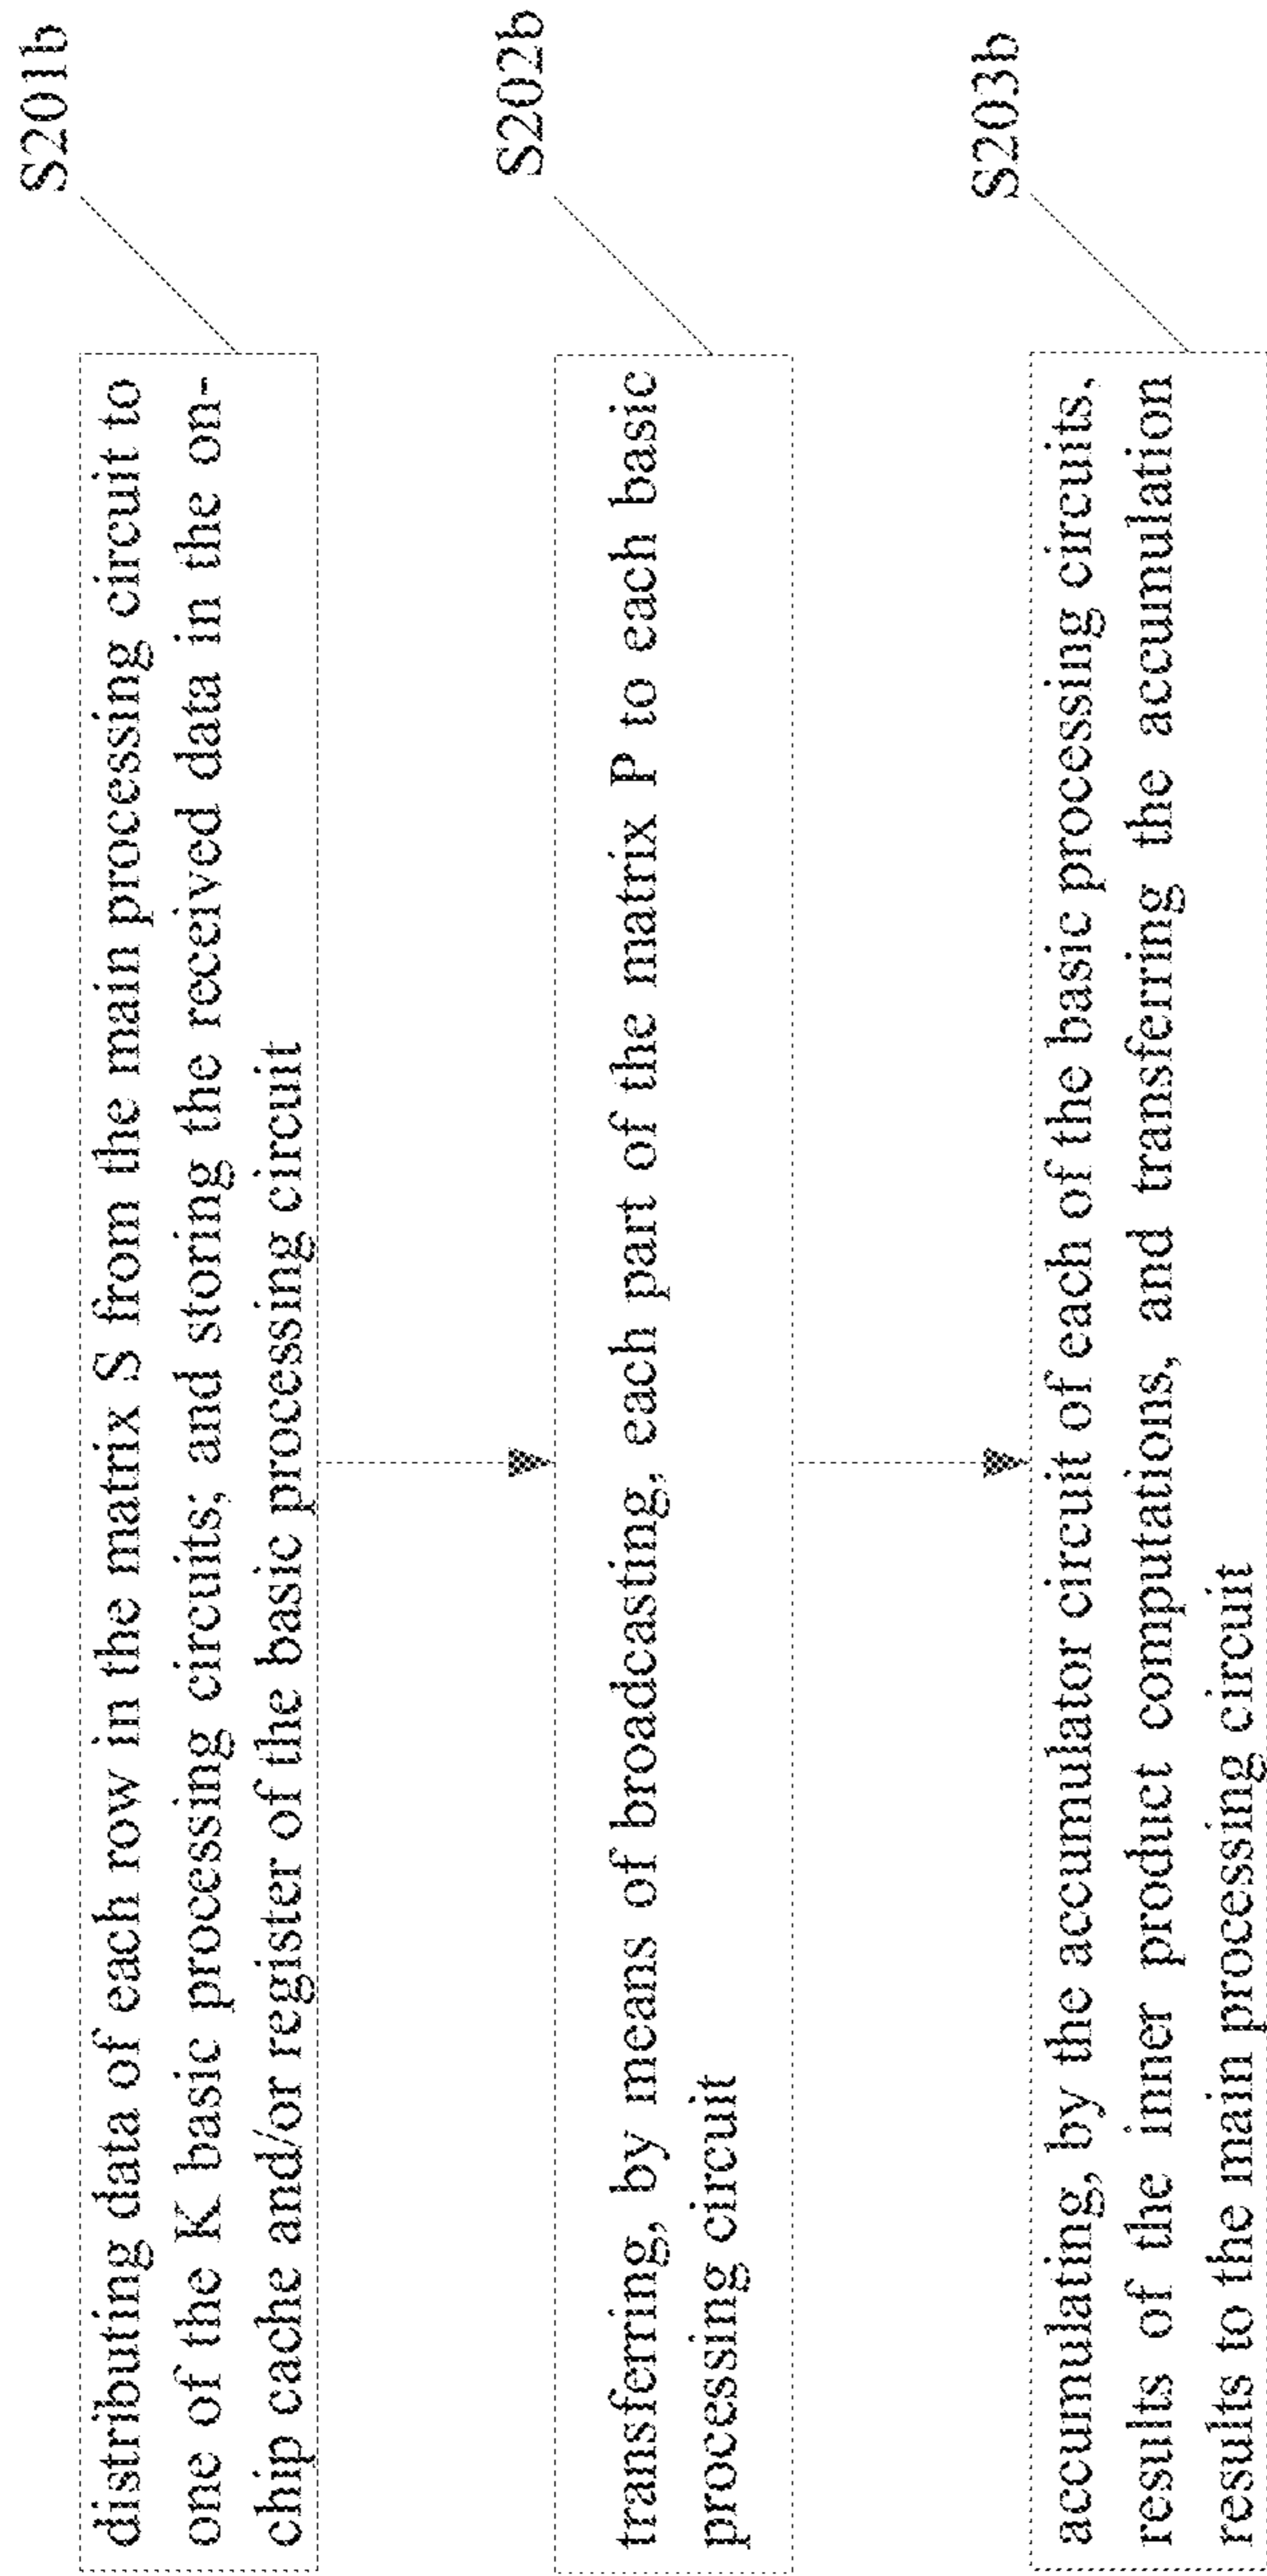 S201b
distributing data of each row in the matrix S from the main processing circuit to
one of the K basic processing circuits; and storing the received data in the on-
chip cache and/or register of the basic processing circuit
S202b
transferring, by means of broadcasting, each part of the matrix P to each basic
processing circuit
S203b
accumulating, by the accumulator circuit of each of the basic processing circuits,
results of the inner product computations, and transferring the accumulation
results to the main processing circuit